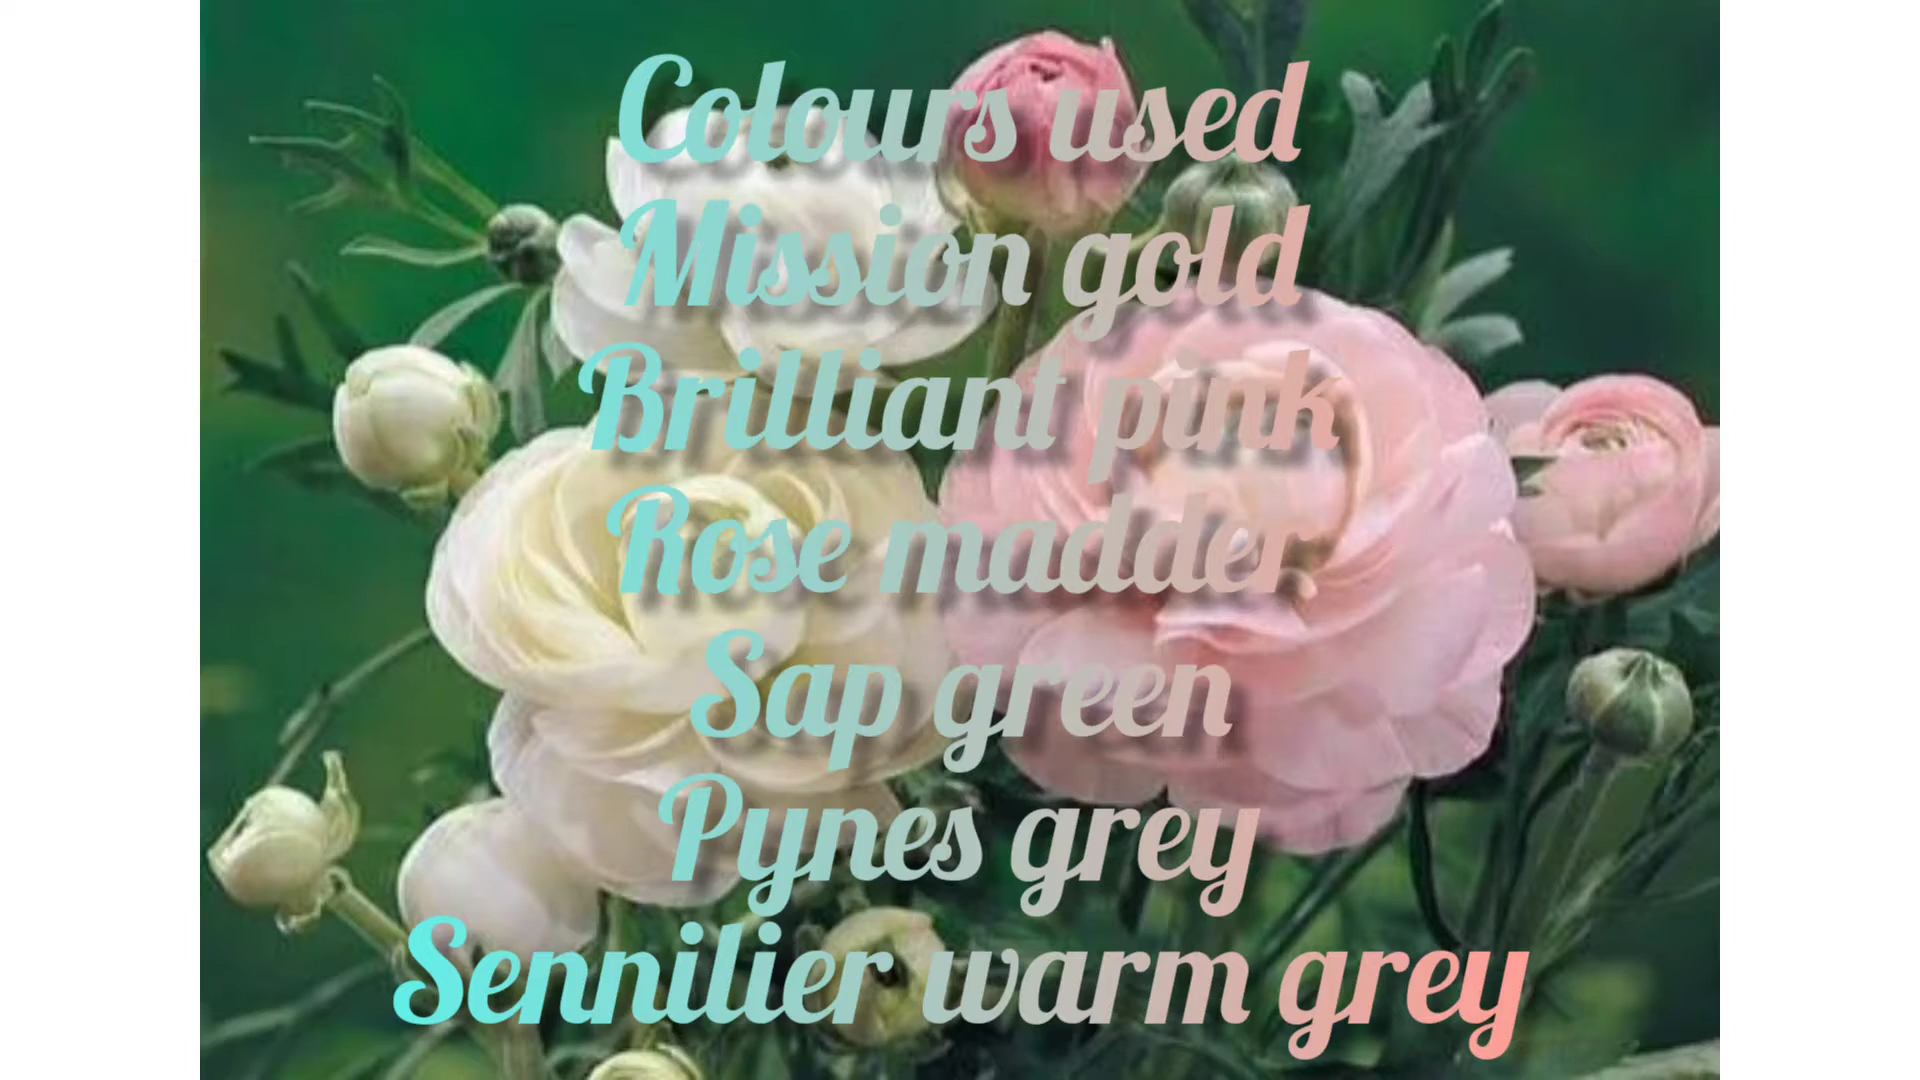 Colours used
Mission gold
Brilliant pink
Rose madder
Sap green
Pynes grey
Sennilier warm grey